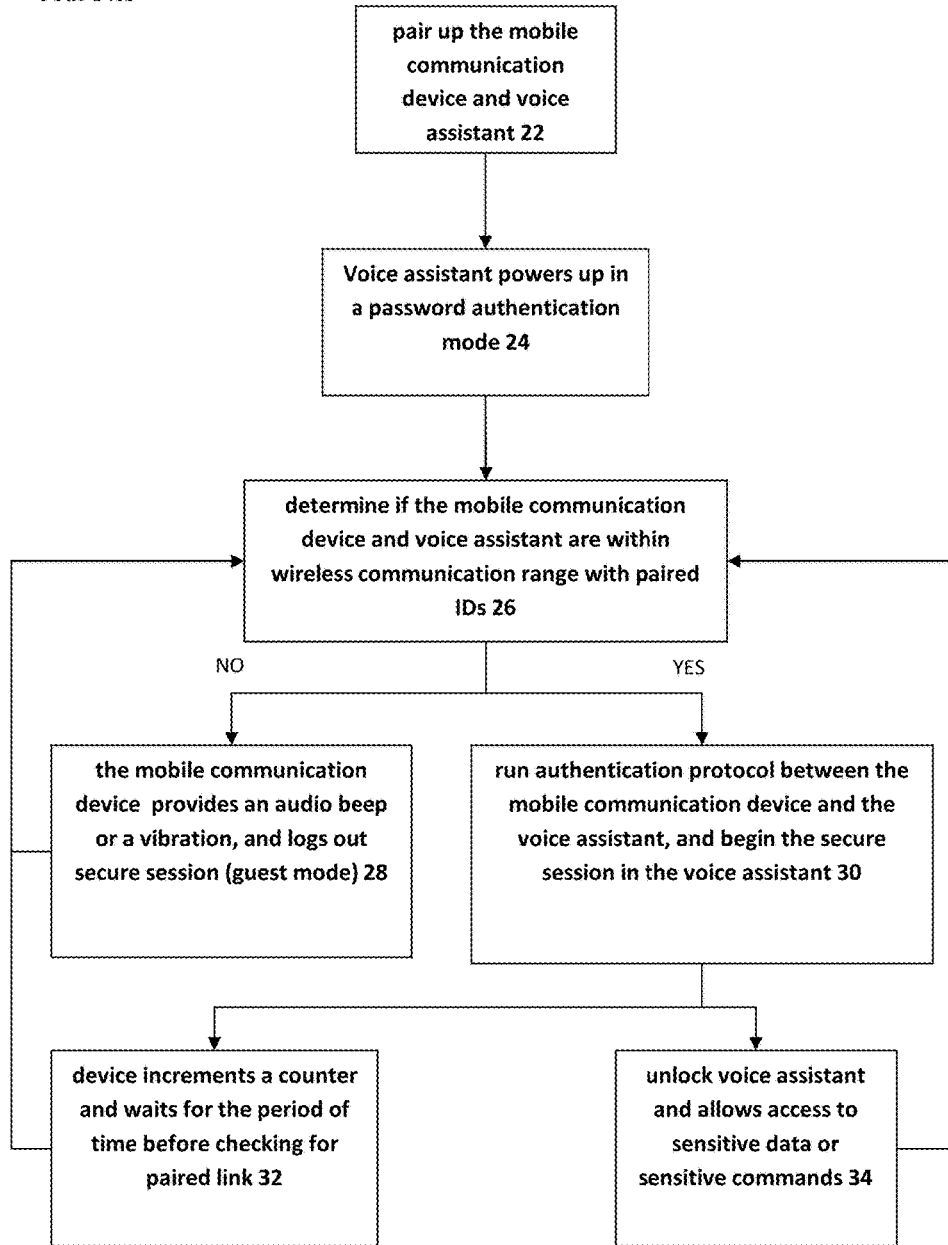 pair up the mobile
communication
device and voice
assistant 22
Voice assistant powers up in
a password authentication
mode 24
determine if the mobile communication
device and voice assistant are within
wireless communication range with paired
IDs 26
NO
YES
the mobile communication
device provides an audio beep
or a vibration, and logs out
secure session (guest mode) 28
run authentication protocol between the
mobile communication device and the
voice assistant, and begin the secure
session in the voice assistant 30
device increments a counter
and waits for the period of
time before checking for
paired link 32
unlock voice assistant
and allows access to
sensitive data or
sensitive commands 34